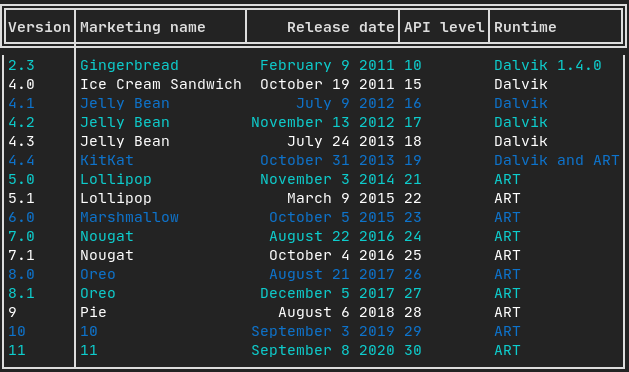 Version Marketing name Release date API level Runtime
2.3 Gingerbread February 9 2011 10 Dalvik 1.4.0
4.0 Ice Cream Sandwich October 19 2011 15 Dalvik
4.1 Jelly Bean July 9 2012 16 Dalvik
4.2 Jelly Bean November 13 2012 17 Dalvik
4.3 Jelly Bean July 24 2013 18 Dalvik
4.4 KitKat October 31 2013 19 Dalvik and ART
5.0 Lollipop November 3 2014 21 ART
5.1 Lollipop March 9 2015 22 ART
6.0 Marshmallow October 5 2015 23 ART
7.0 Nougat August 22 2016 24 ART
7.1 Nougat October 4 2016 25 ART
8.0 Oreo August 21 2017 26 ART
8.1 Oreo December 5 2017 27 ART
9 Pie August 6 2018 28 ART
10 10 September 3 2019 29 ART
11 11 September 8 2020 30 ART